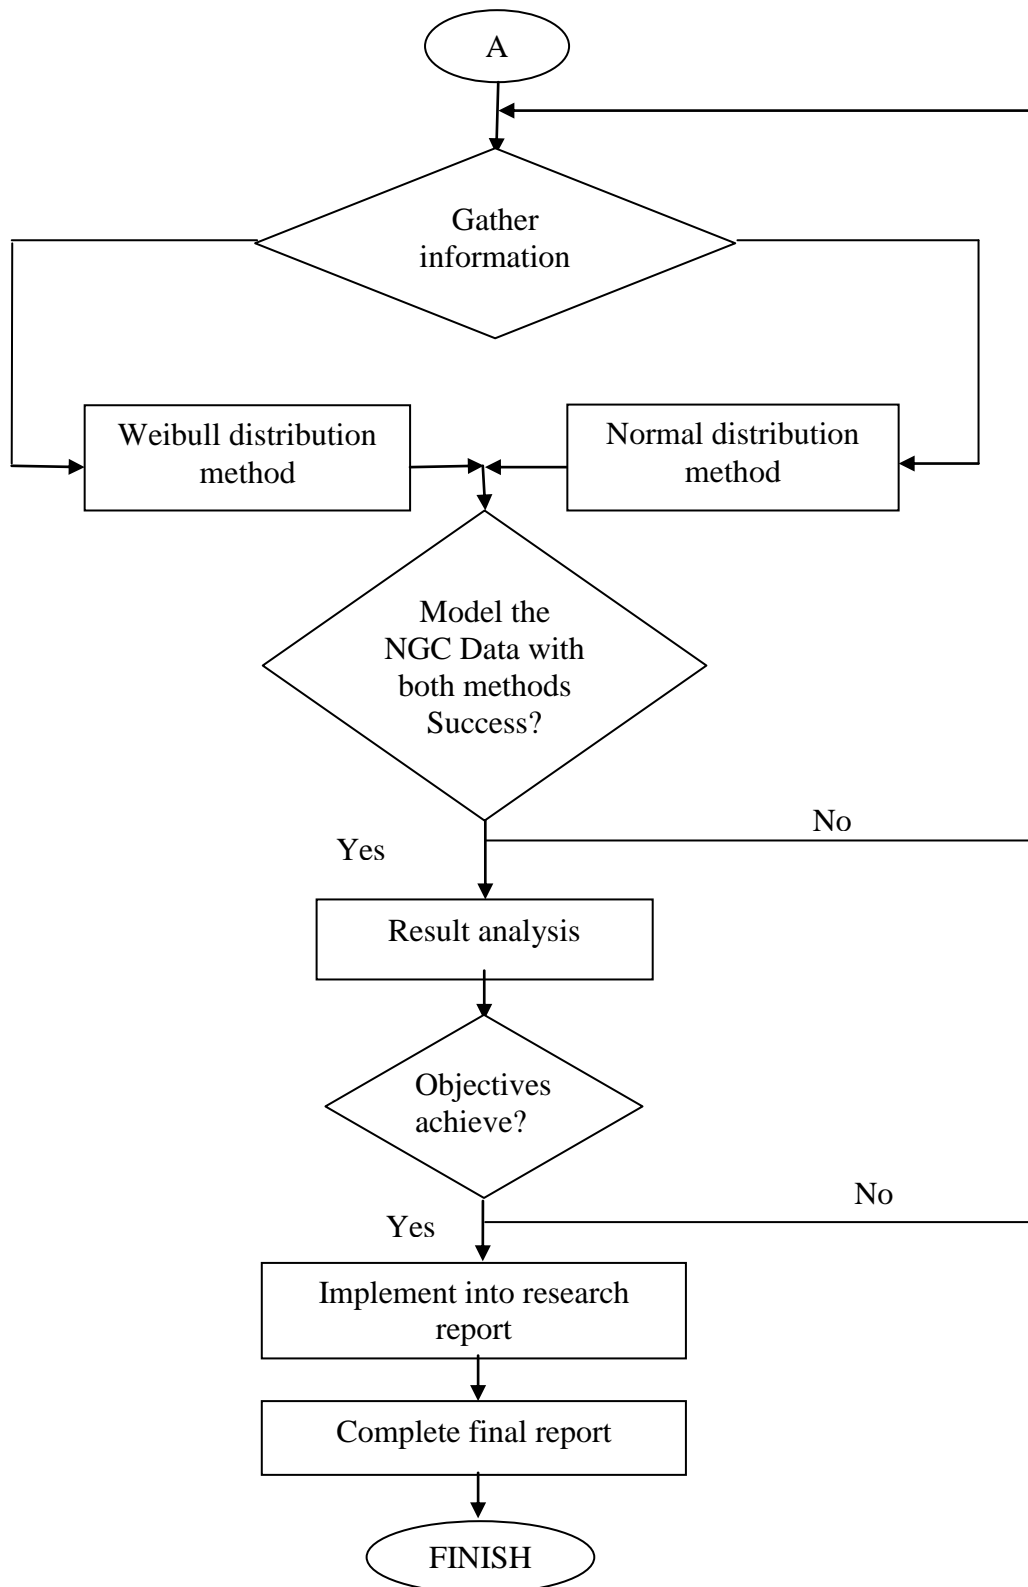 A
Gather
information
Weibull distribution
method
Normal distribution
method
Model the
NGC Data with
both methods
Success?
No
Yes
Result analysis
Objectives
achieve?
No
Yes
Implement into research
report
Complete final report
FINISH